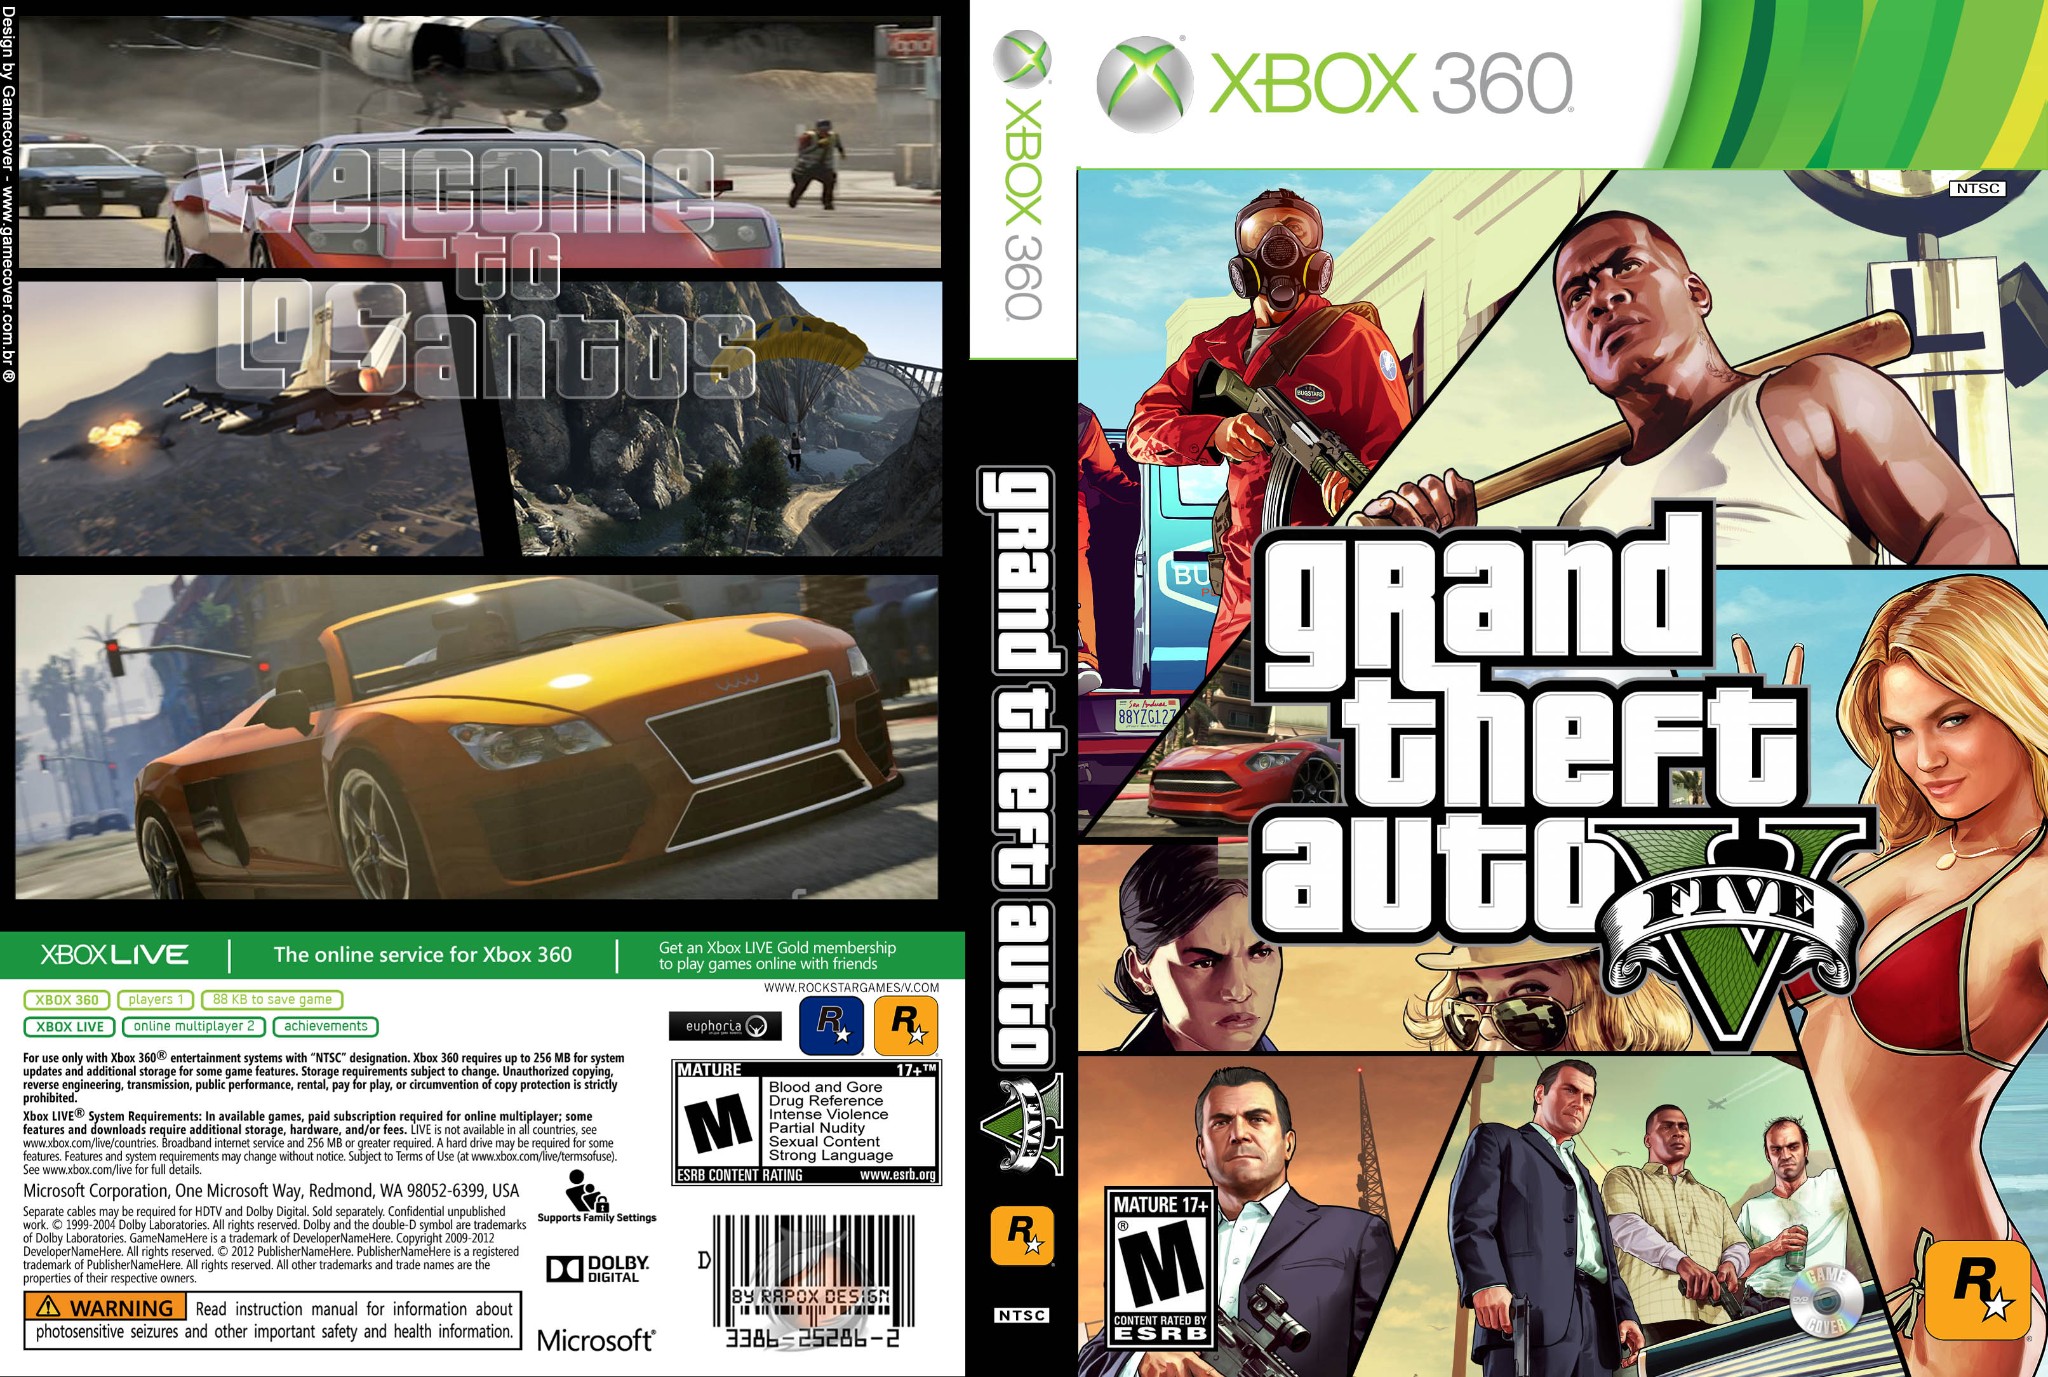 Design by Gamecover - www.gamecover.com.br®
Welcome
to
Los
Santos
XBOX LIVE
The online service for Xbox 360
Get an Xbox LIVE Gold membership
to play games online with friends
XBOX 360
players 1
88 KB to save game
XBOX LIVE
online multiplayer 2
achievements
WWW.ROCKSTARGAMES/V.COM
euphoria
R
R
For use only with Xbox 360® entertainment systems with “NTSC” designation. Xbox 360 requires up to 256 MB for system
updates and additional storage for some game features. Storage requirements subject to change. Unauthorized copying,
reverse engineering, transmission, public performance, rental, pay for play, or circumvention of copy protection is strictly
prohibited.
Xbox LIVE® System Requirements: In available games, paid subscription required for online multiplayer; some
features and downloads require additional storage, hardware, and/or fees. LIVE is not available in all countries, see
www.xbox.com/live/countries. Broadband internet service and 256 MB or greater required. A hard drive may be required for some
features. Features and system requirements may change without notice. Subject to Terms of Use (at www.xbox.com/live/termsofuse).
See www.xbox.com/live for full details.
Microsoft Corporation, One Microsoft Way, Redmond, WA 98052-6399, USA
Separate cables may be required for HDTV and Dolby Digital. Sold separately. Confidential unpublished
work. © 1999-2004 Dolby Laboratories. All rights reserved. Dolby and the double-D symbol are trademarks
of Dolby Laboratories. GameNameHere is a trademark of DeveloperNameHere. Copyright 2009-2012
DeveloperNameHere. All rights reserved. © 2012 PublisherNameHere. PublisherNameHere is a registered
trademark of PublisherNameHere. All rights reserved. All other trademarks and trade names are the
properties of their respective owners.
WARNING Read instruction manual for information about
photosensitive seizures and other important safety and health information.
Supports Family Settings
DOLBY
DIGITAL
Microsoft®
MATURE 17+™
M
Blood and Gore
Drug Reference
Intense Violence
Partial Nudity
Sexual Content
Strong Language
ESRB CONTENT RATING www.esrb.org
D
BY RAPOX DESIGN
3386-25286-2
XBOX 360
grand theft auto
FIVE
R
NTSC
XBOX 360
NTSC
BUGSTARS
BU
San Andreas
88YZG127
grand
theft
auto V
FIVE
MATURE 17+
M
CONTENT RATED BY
ESRB
GAME
DVD
COVER
R